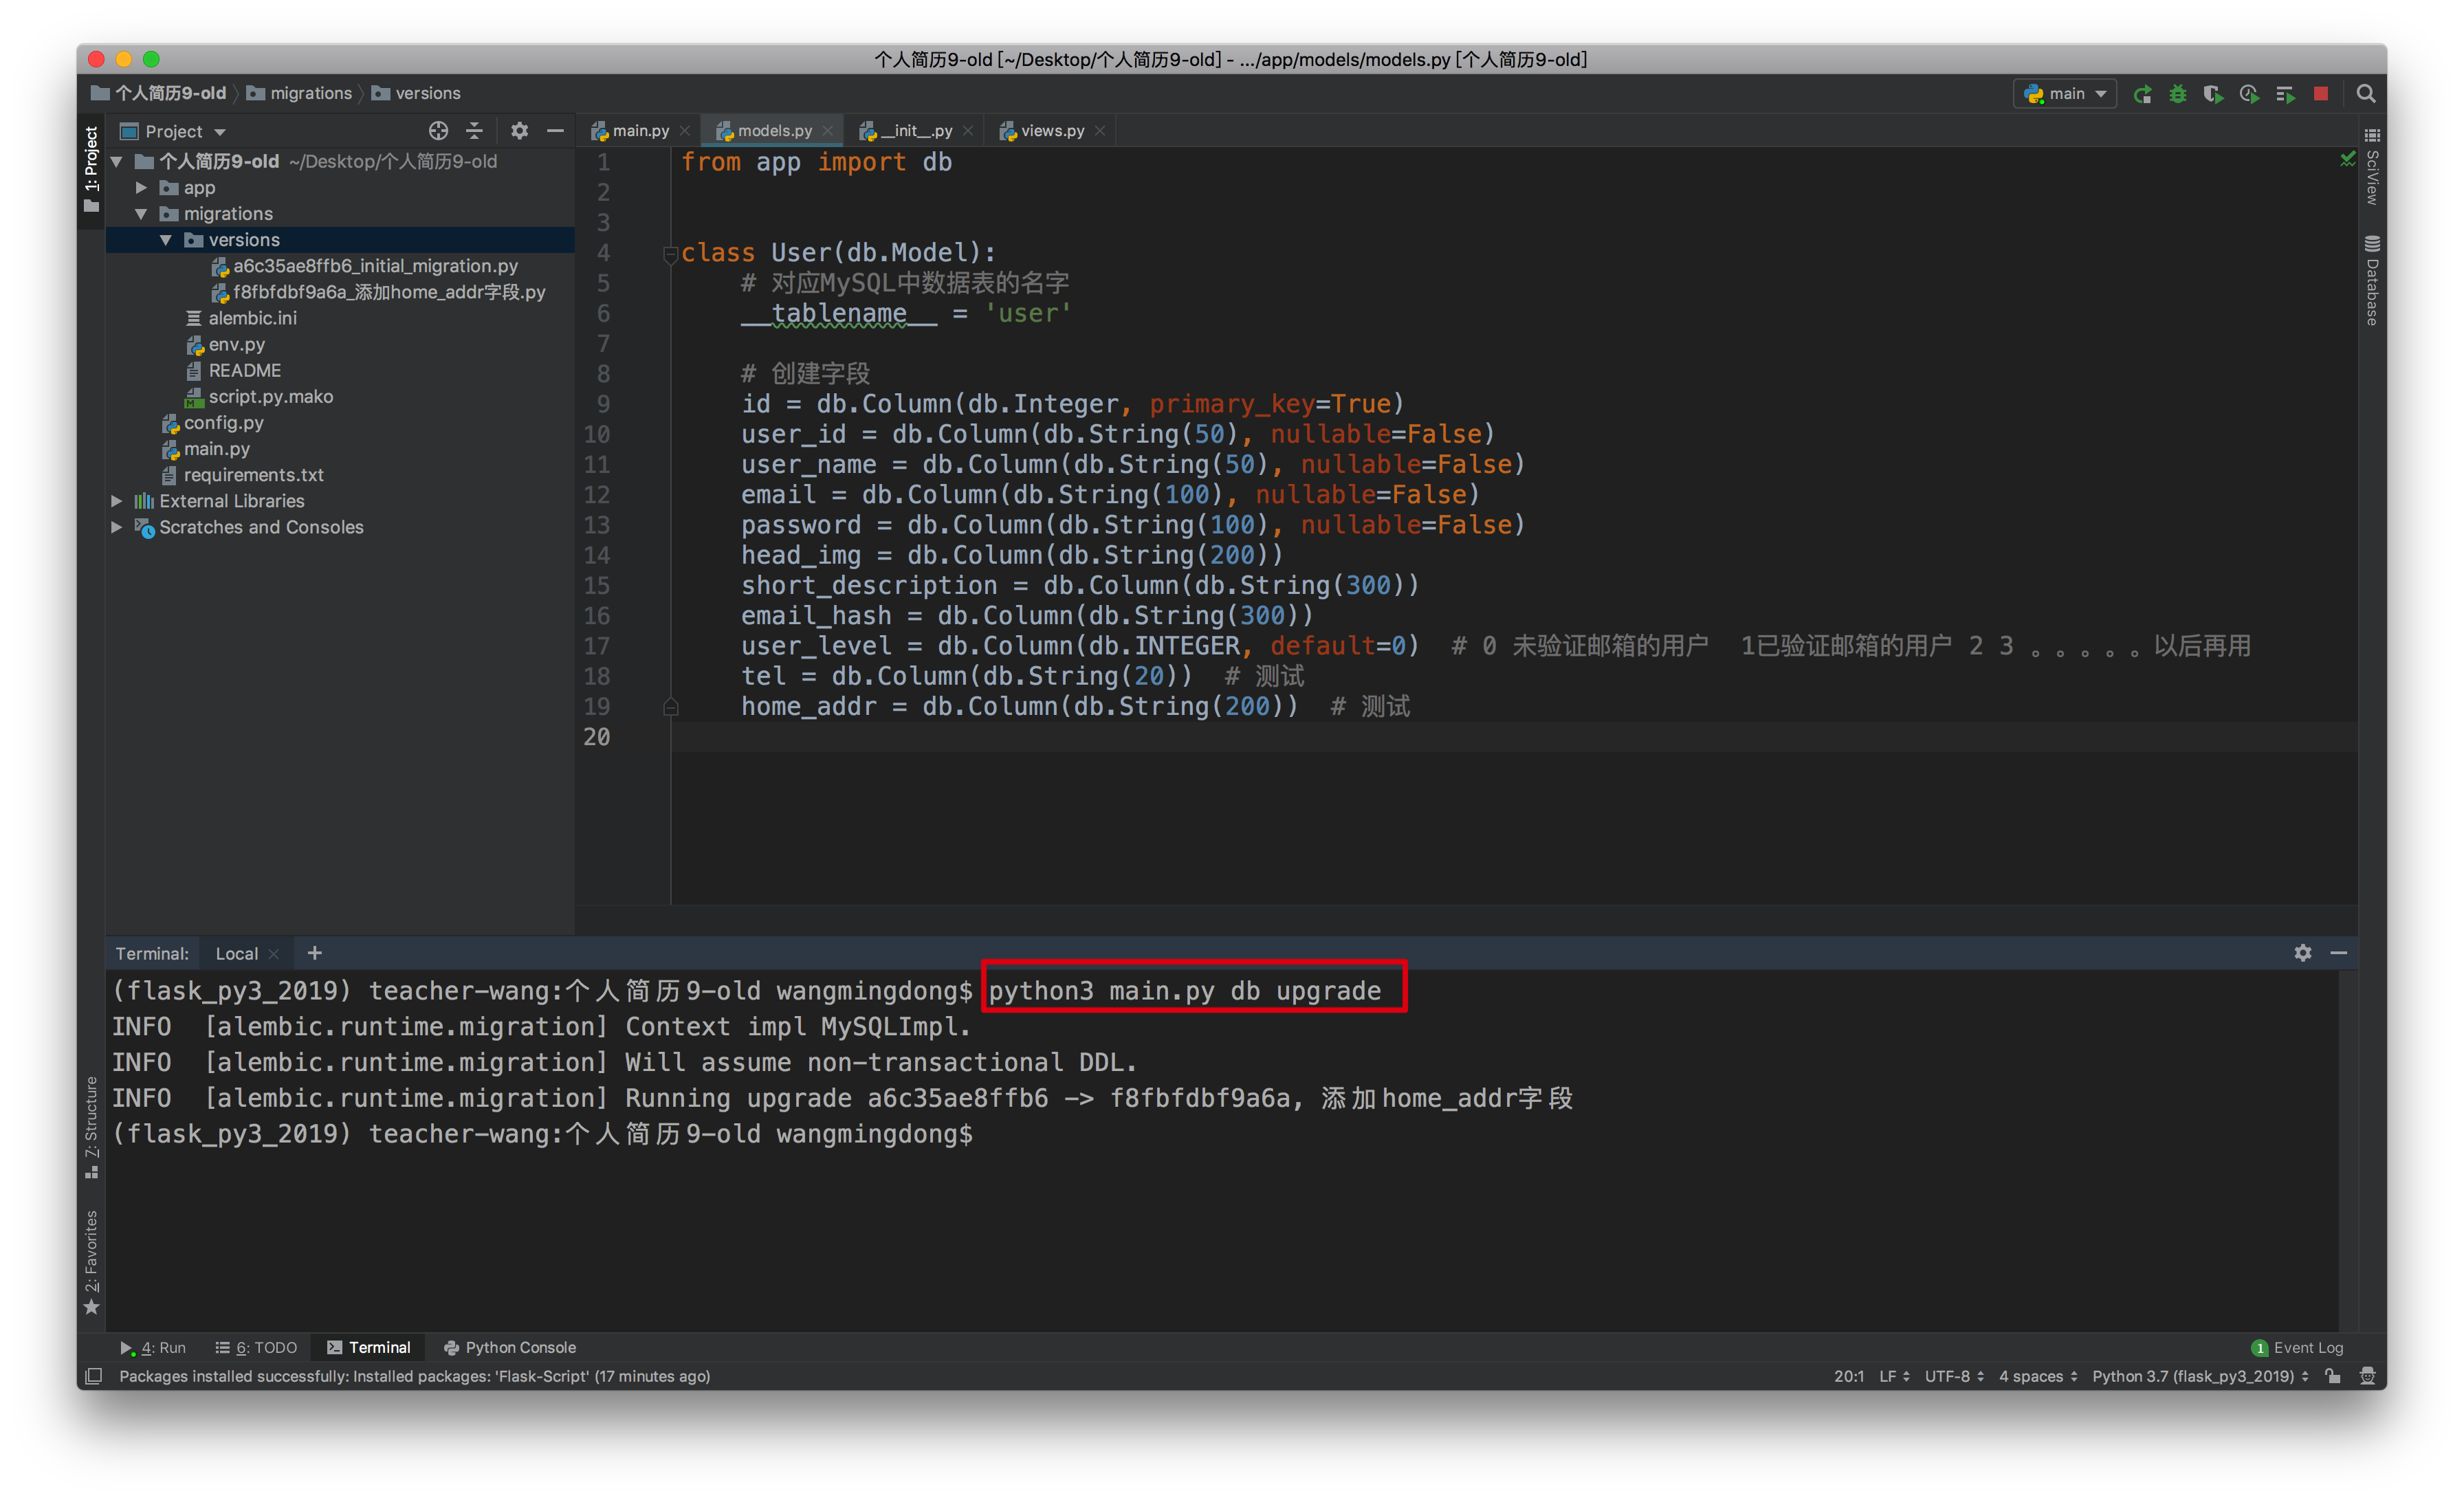 个人简历9-old [~/Desktop/个人简历9-old] - .../app/models/models.py [个人简历9-old]
个人简历9-old migrations versions
main
Project
main.py
models.py
__init__.py
views.py
1: Project
个人简历9-old ~/Desktop/个人简历9-old
app
migrations
versions
a6c35ae8ffb6_initial_migration.py
f8fbfdbf9a6a_添加home_addr字段.py
alembic.ini
env.py
README
script.py.mako
config.py
main.py
requirements.txt
External Libraries
Scratches and Consoles
1 from app import db
2
3
4 class User(db.Model):
5 # 对应MySQL中数据表的名字
6 __tablename__ = 'user'
7
8 # 创建字段
9 id = db.Column(db.Integer, primary_key=True)
10 user_id = db.Column(db.String(50), nullable=False)
11 user_name = db.Column(db.String(50), nullable=False)
12 email = db.Column(db.String(100), nullable=False)
13 password = db.Column(db.String(100), nullable=False)
14 head_img = db.Column(db.String(200))
15 short_description = db.Column(db.String(300))
16 email_hash = db.Column(db.String(300))
17 user_level = db.Column(db.INTEGER, default=0) # 0 未验证邮箱的用户 1已验证邮箱的用户 2 3 。。。。。以后再用
18 tel = db.Column(db.String(20)) # 测试
19 home_addr = db.Column(db.String(200)) # 测试
20
SciView
Database
Terminal: Local
(flask_py3_2019) teacher-wang:个人简历9-old wangmingdong$ python3 main.py db upgrade
INFO [alembic.runtime.migration] Context impl MySQLImpl.
INFO [alembic.runtime.migration] Will assume non-transactional DDL.
INFO [alembic.runtime.migration] Running upgrade a6c35ae8ffb6 -> f8fbfdbf9a6a, 添加home_addr字段
(flask_py3_2019) teacher-wang:个人简历9-old wangmingdong$
7: Structure
2: Favorites
4: Run 6: TODO Terminal Python Console
1 Event Log
Packages installed successfully: Installed packages: 'Flask-Script' (17 minutes ago)
20:1 LF UTF-8 4 spaces Python 3.7 (flask_py3_2019)